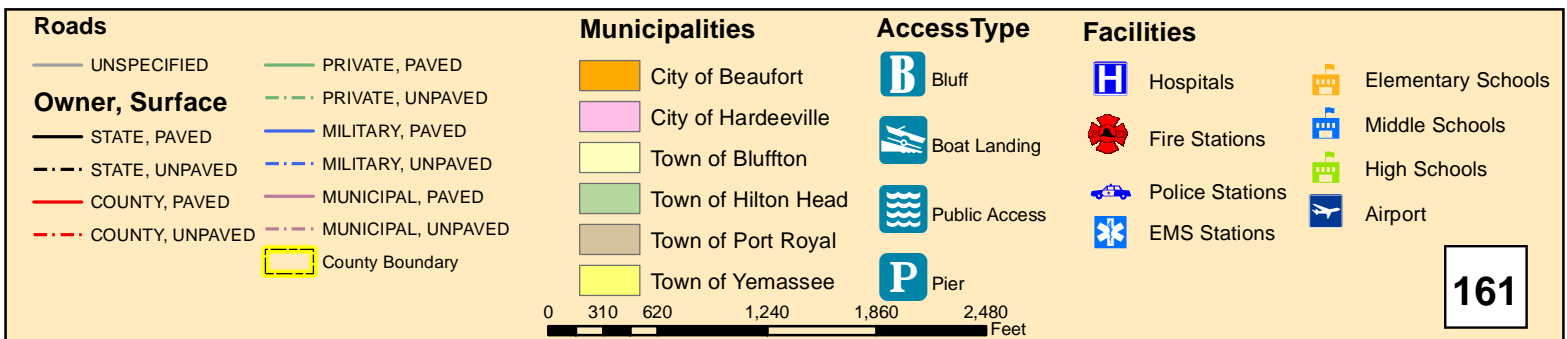 Roads
UNSPECIFIED
Owner, Surface
STATE, PAVED
STATE, UNPAVED
COUNTY, PAVED
COUNTY, UNPAVED
PRIVATE, PAVED
PRIVATE, UNPAVED
MILITARY, PAVED
MILITARY, UNPAVED
MUNICIPAL, PAVED
MUNICIPAL, UNPAVED
County Boundary
Municipalities
City of Beaufort
City of Hardeeville
Town of Bluffton
Town of Hilton Head
Town of Port Royal
Town of Yemassee
AccessType
B Bluff
Boat Landing
Public Access
P Pier
Facilities
H Hospitals
Fire Stations
Police Stations
EMS Stations
Elementary Schools
Middle Schools
High Schools
Airport
0 310 620 1,240 1,860 2,480
Feet
161